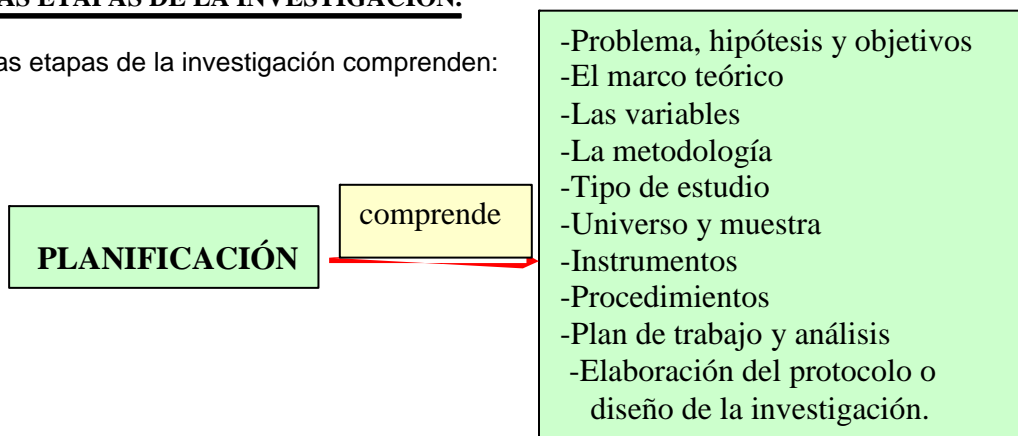 AS ETAPAS DE LA INVESTIGACIÓN:
as etapas de la investigación comprenden:
-Problema, hipótesis y objetivos
-El marco teórico
-Las variables
-La metodología
-Tipo de estudio
-Universo y muestra
-Instrumentos
-Procedimientos
-Plan de trabajo y análisis
-Elaboración del protocolo o
diseño de la investigación.
comprende
PLANIFICACIÓN